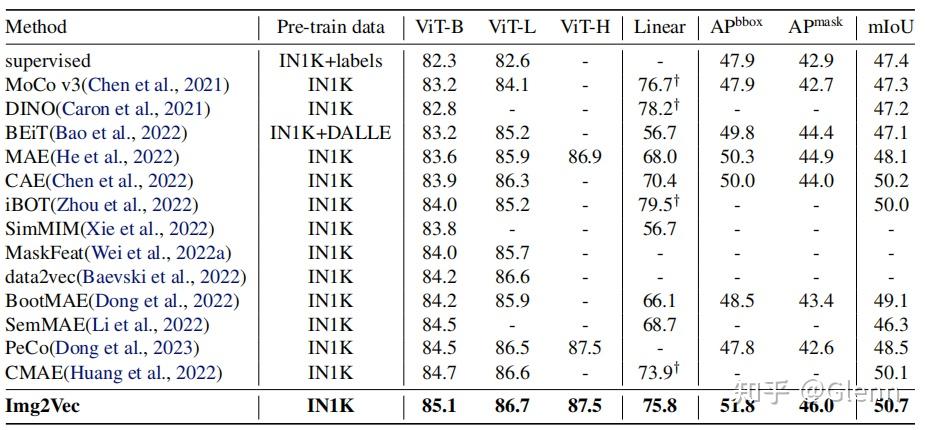 Method Pre-train data ViT-B ViT-L ViT-H Linear APbbox APmask mIoU
supervised IN1K+labels 82.3 82.6 - - 47.9 42.9 47.4
MoCo v3(Chen et al., 2021) IN1K 83.2 84.1 - 76.7† 47.9 42.7 47.3
DINO(Caron et al., 2021) IN1K 82.8 - - 78.2† - - 47.2
BEiT(Bao et al., 2022) IN1K+DALLE 83.2 85.2 - 56.7 49.8 44.4 47.1
MAE(He et al., 2022) IN1K 83.6 85.9 86.9 68.0 50.3 44.9 48.1
CAE(Chen et al., 2022) IN1K 83.9 86.3 - 70.4 50.0 44.0 50.2
iBOT(Zhou et al., 2022) IN1K 84.0 85.2 - 79.5† - - 50.0
SimMIM(Xie et al., 2022) IN1K 83.8 - - 56.7 - - -
MaskFeat(Wei et al., 2022a) IN1K 84.0 85.7 - - - - -
data2vec(Baevski et al., 2022) IN1K 84.2 86.6 - - - - -
BootMAE(Dong et al., 2022) IN1K 84.2 85.9 - 66.1 48.5 43.4 49.1
SemMAE(Li et al., 2022) IN1K 84.5 - - 68.7 - - 46.3
PeCo(Dong et al., 2023) IN1K 84.5 86.5 87.5 - 47.8 42.6 48.5
CMAE(Huang et al., 2022) IN1K 84.7 86.6 - 73.9† - - 50.1
Img2Vec IN1K 85.1 86.7 87.5 75.8 51.8 46.0 50.7
知乎 @Glenn